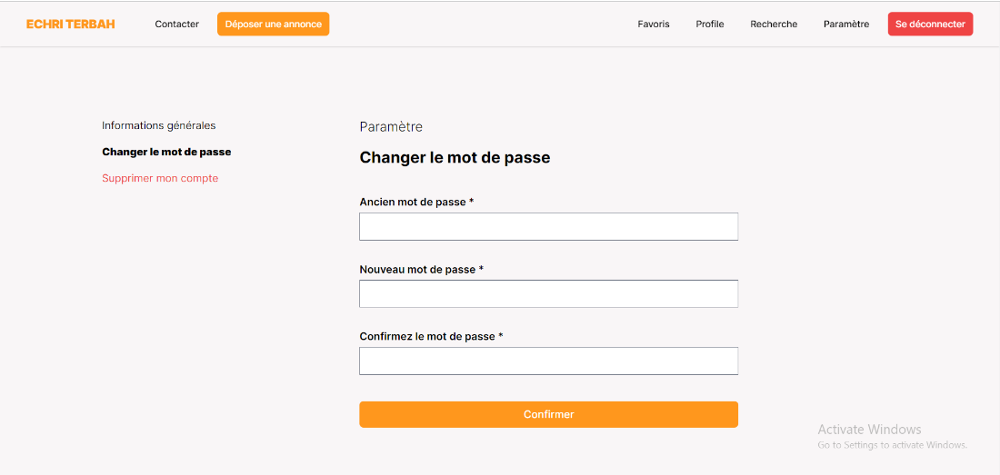 ECHRI TERBAH
Contacter
Déposer une annonce
Favoris
Profile
Recherche
Paramètre
Se déconnecter
Informations générales
Changer le mot de passe
Supprimer mon compte
Paramètre
Changer le mot de passe
Ancien mot de passe *
Nouveau mot de passe *
Confirmez le mot de passe *
Confirmer
Activate Windows
Go to Settings to activate Windows.